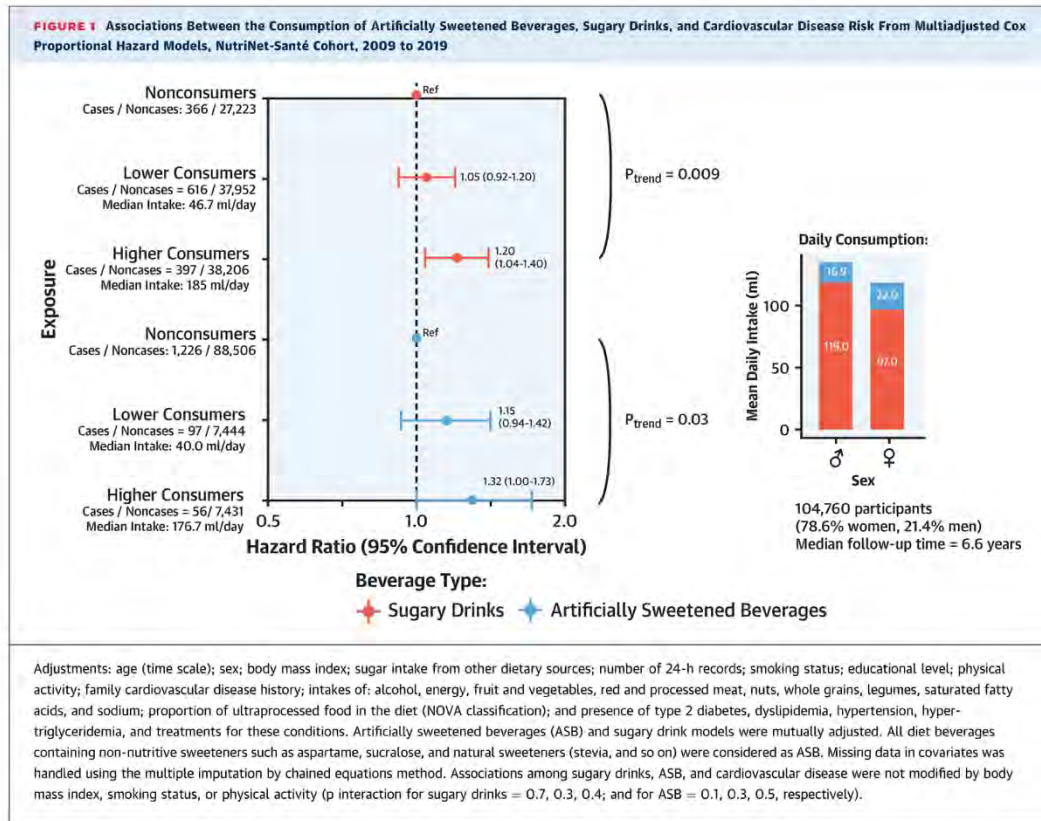 FIGURE 1 Associations Between the Consumption of Artificially Sweetened Beverages, Sugary Drinks, and Cardiovascular Disease Risk From Multiadjusted Cox
Proportional Hazard Models, NutriNet-Santé Cohort, 2009 to 2019
Exposure
Nonconsumers
Cases / Noncases: 366 / 27,223
Ref
Lower Consumers
Cases / Noncases = 616 / 37,952
Median Intake: 46.7 ml/day
1.05 (0.92-1.20)
Higher Consumers
Cases / Noncases = 397 / 38,206
Median Intake: 185 ml/day
1.20
(1.04-1.40)
Ptrend = 0.009
Nonconsumers
Cases / Noncases: 1,226 / 88,506
Ref
Lower Consumers
Cases / Noncases = 97 / 7,444
Median Intake: 40.0 ml/day
1.15
(0.94-1.42)
Higher Consumers
Cases / Noncases = 56/ 7,431
Median Intake: 176.7 ml/day
1.32 (1.00-1.73)
Ptrend = 0.03
0.5 1.0 2.0
Hazard Ratio (95% Confidence Interval)
Beverage Type:
Sugary Drinks Artificially Sweetened Beverages
Daily Consumption:
Mean Daily Intake (ml)
100
50
0
16.9
119.0
22.0
97.0
♂ ♀
Sex
104,760 participants
(78.6% women, 21.4% men)
Median follow-up time = 6.6 years
Adjustments: age (time scale); sex; body mass index; sugar intake from other dietary sources; number of 24-h records; smoking status; educational level; physical
activity; family cardiovascular disease history; intakes of: alcohol, energy, fruit and vegetables, red and processed meat, nuts, whole grains, legumes, saturated fatty
acids, and sodium; proportion of ultraprocessed food in the diet (NOVA classification); and presence of type 2 diabetes, dyslipidemia, hypertension, hyper-
triglyceridemia, and treatments for these conditions. Artificially sweetened beverages (ASB) and sugary drink models were mutually adjusted. All diet beverages
containing non-nutritive sweeteners such as aspartame, sucralose, and natural sweeteners (stevia, and so on) were considered as ASB. Missing data in covariates was
handled using the multiple imputation by chained equations method. Associations among sugary drinks, ASB, and cardiovascular disease were not modified by body
mass index, smoking status, or physical activity (p interaction for sugary drinks = 0.7, 0.3, 0.4; and for ASB = 0.1, 0.3, 0.5, respectively).